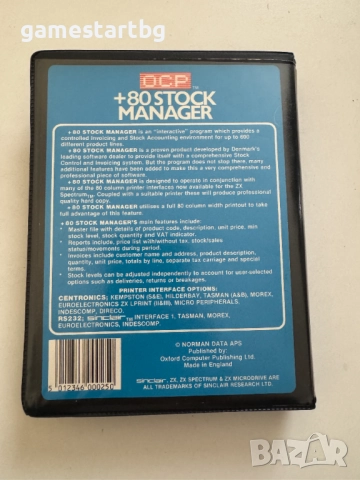 gamestartbg
OCP TM
+80 STOCK
MANAGER
+80 STOCK MANAGER is an "interactive" program which provides a
controlled Invoicing and Stock Accounting environment for up to 600
different product lines.
+80 STOCK MANAGER is a proven product developed by Denmark's
leading software dealer to provide itself with a comprehensive Stock
Control and Invoicing system. But the program does not stop there, many
additional features have been added to make this a very comprehensive and
professional piece of software.
+80 STOCK MANAGER is designed to operate in conjunction with
many of the 80 column printer interfaces now available for the ZX
Spectrum TM. Coupled with a suitable printer these will produce professional
quality hard copy.
+80 STOCK MANAGER utilises a full 80 column width printout to take
full advantage of this feature.
+80 STOCK MANAGER'S main features include:
* Master file with details of product code, description, unit price, min
stock level, stock quantity and VAT indicator.
* Reports include, price list with/without tax, stock/sales
status/movements during period.
* Invoices include customer name and address, product description,
quantity, unit price, totals by line, separate tax carriage and special
terms.
* Stock levels can be adjusted independently to account for user-selected
options such as deliveries, returns or breakages.
PRINTER INTERFACE OPTIONS:
CENTRONICS; KEMPSTON (S&E), HILDERBAY, TASMAN (A&B), MOREX,
EUROELECTRONICS ZX LPRINT (II&III), MICRO PERIPHERALS,
INDESCOMP, DIRECO.
RS232; sinclair TM INTERFACE 1, TASMAN, MOREX,
EUROELECTRONICS, INDESCOMP.
© NORMAN DATA APS
Published by:
Oxford Computer Publishing Ltd.
Made in England
5 012346 000250
sinclair, ZX, ZX SPECTRUM & ZX MICRODRIVE ARE
ALL TRADEMARKS OF SINCLAIR RESEARCH LTD.
BAZAR